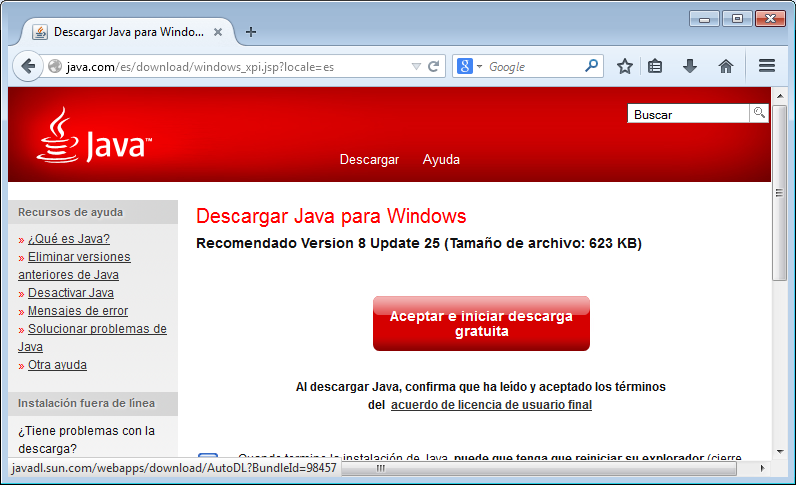 Descargar Java para Windo...
java.com/es/download/windows_xpi.jsp?locale=es
Google
Java™
Buscar
Descargar Ayuda
Recursos de ayuda
» ¿Qué es Java?
» Eliminar versiones
anteriores de Java
» Desactivar Java
» Mensajes de error
» Solucionar problemas de
Java
» Otra ayuda
Instalación fuera de línea
¿Tiene problemas con la
descarga?
Descargar Java para Windows
Recomendado Version 8 Update 25 (Tamaño de archivo: 623 KB)
Aceptar e iniciar descarga
gratuita
Al descargar Java, confirma que ha leído y aceptado los términos
del acuerdo de licencia de usuario final
Cuando termine la instalación de Java, puede que tenga que reiniciar su explorador (cierre
javadl.sun.com/webapps/download/AutoDL?BundleId=98457